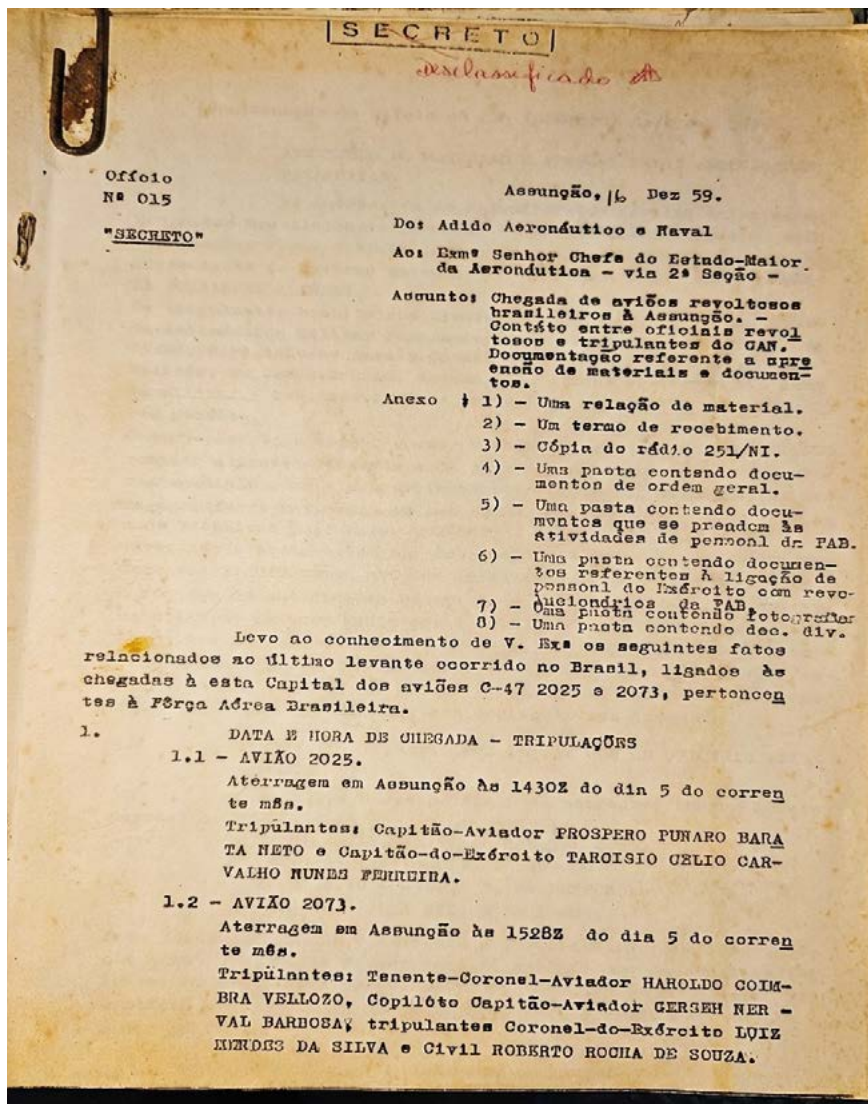 SECRETO
Desclassificado
Offcio
Nº 015
"SECRETO"
Assunção, 16 Dez 59.
Do: Adido Aeronáutico e Naval
Ao: Exmº Senhor Chefe do Estado-Maior
da Aeronáutica - via 2ª Seção -
Assunto: Chegada de aviões revoltosos
brasileiros à Assunção. -
Contáto entre oficiais revol
tosos e tripulantes do CAN.
Documentação referente a apre
ensão de materiais e documen-
tos.
Anexo : 1) - Uma relação de material.
2) - Um termo de recebimento.
3) - Cópia do rádio 251/NI.
4) - Uma pasta contendo docu-
mentos de ordem geral.
5) - Uma pasta contendo docu-
mentos que se prendem às
atividades de pessoal da FAB.
6) - Uma pasta contendo documen-
tos referentes à ligação de
pessoal do Exército com revo-
lucionários da FAB.
7) - Uma pasta contendo fotografias
8) - Uma pasta contendo doc. div.
Levo ao conhecimento de V. Exª os seguintes fatos
relacionados ao último levante ocorrido no Brasil, ligados às
chegadas à esta Capital dos aviões C-47 2025 e 2073, pertencen
tes à Fôrça Aérea Brasileira.
1. DATA E HORA DE CHEGADA - TRIPULAÇÕES
1.1 - AVIÃO 2025.
Aterragem em Assunção às 1430Z do dia 5 do corren
te mês.
Tripulantes: Capitão-Aviador PROSPERO PUNARO BARA
TA NETO e Capitão-do-Exército TARCISIO CELIO CAR-
VALHO NUNES FERREIRA.
1.2 - AVIÃO 2073.
Aterragem em Assunção às 1528Z do dia 5 do corren
te mês.
Tripulantes: Tenente-Coronel-Aviador HAROLDO COIM-
BRA VELLOZO, Copilôto Capitão-Aviador GERSEH NER -
VAL BARBOSA, tripulantes Coronel-do-Exército LUIZ
MENDES DA SILVA e Civil ROBERTO ROCHA DE SOUZA.